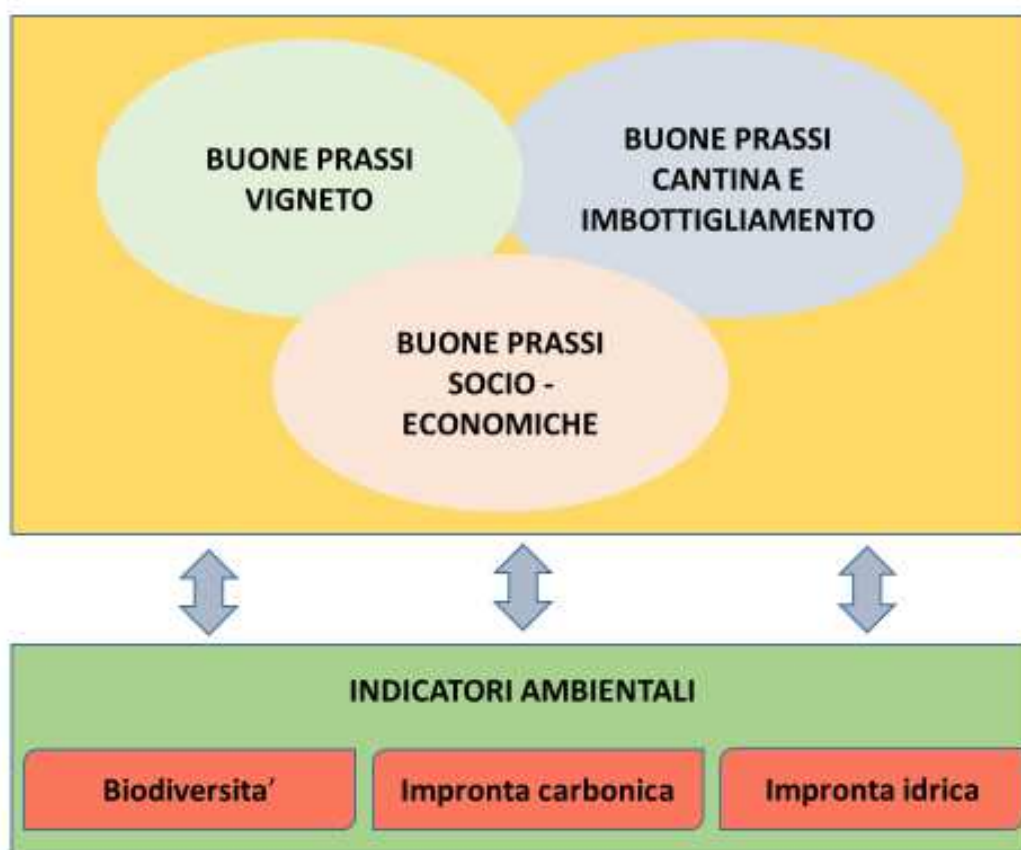 BUONE PRASSI
VIGNETO
BUONE PRASSI
CANTINA E
IMBOTTIGLIAMENTO
BUONE PRASSI
SOCIO -
ECONOMICHE
INDICATORI AMBIENTALI
Biodiversita’
Impronta carbonica
Impronta idrica